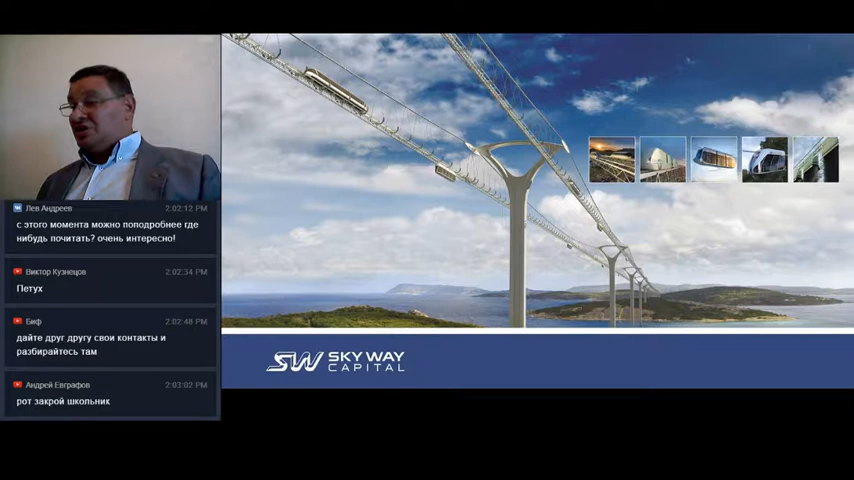 Лев Андреев 2:02:12 PM
с этого момента можно поподробнее где
нибудь почитать? очень интересно!
Виктор Кузнецов 2:02:34 PM
Петух
Биф 2:02:48 PM
дайте друг другу свои контакты и
разбирайтесь там
Андрей Евграфов 2:03:02 PM
рот закрой школьник
SW SKY WAY
CAPITAL